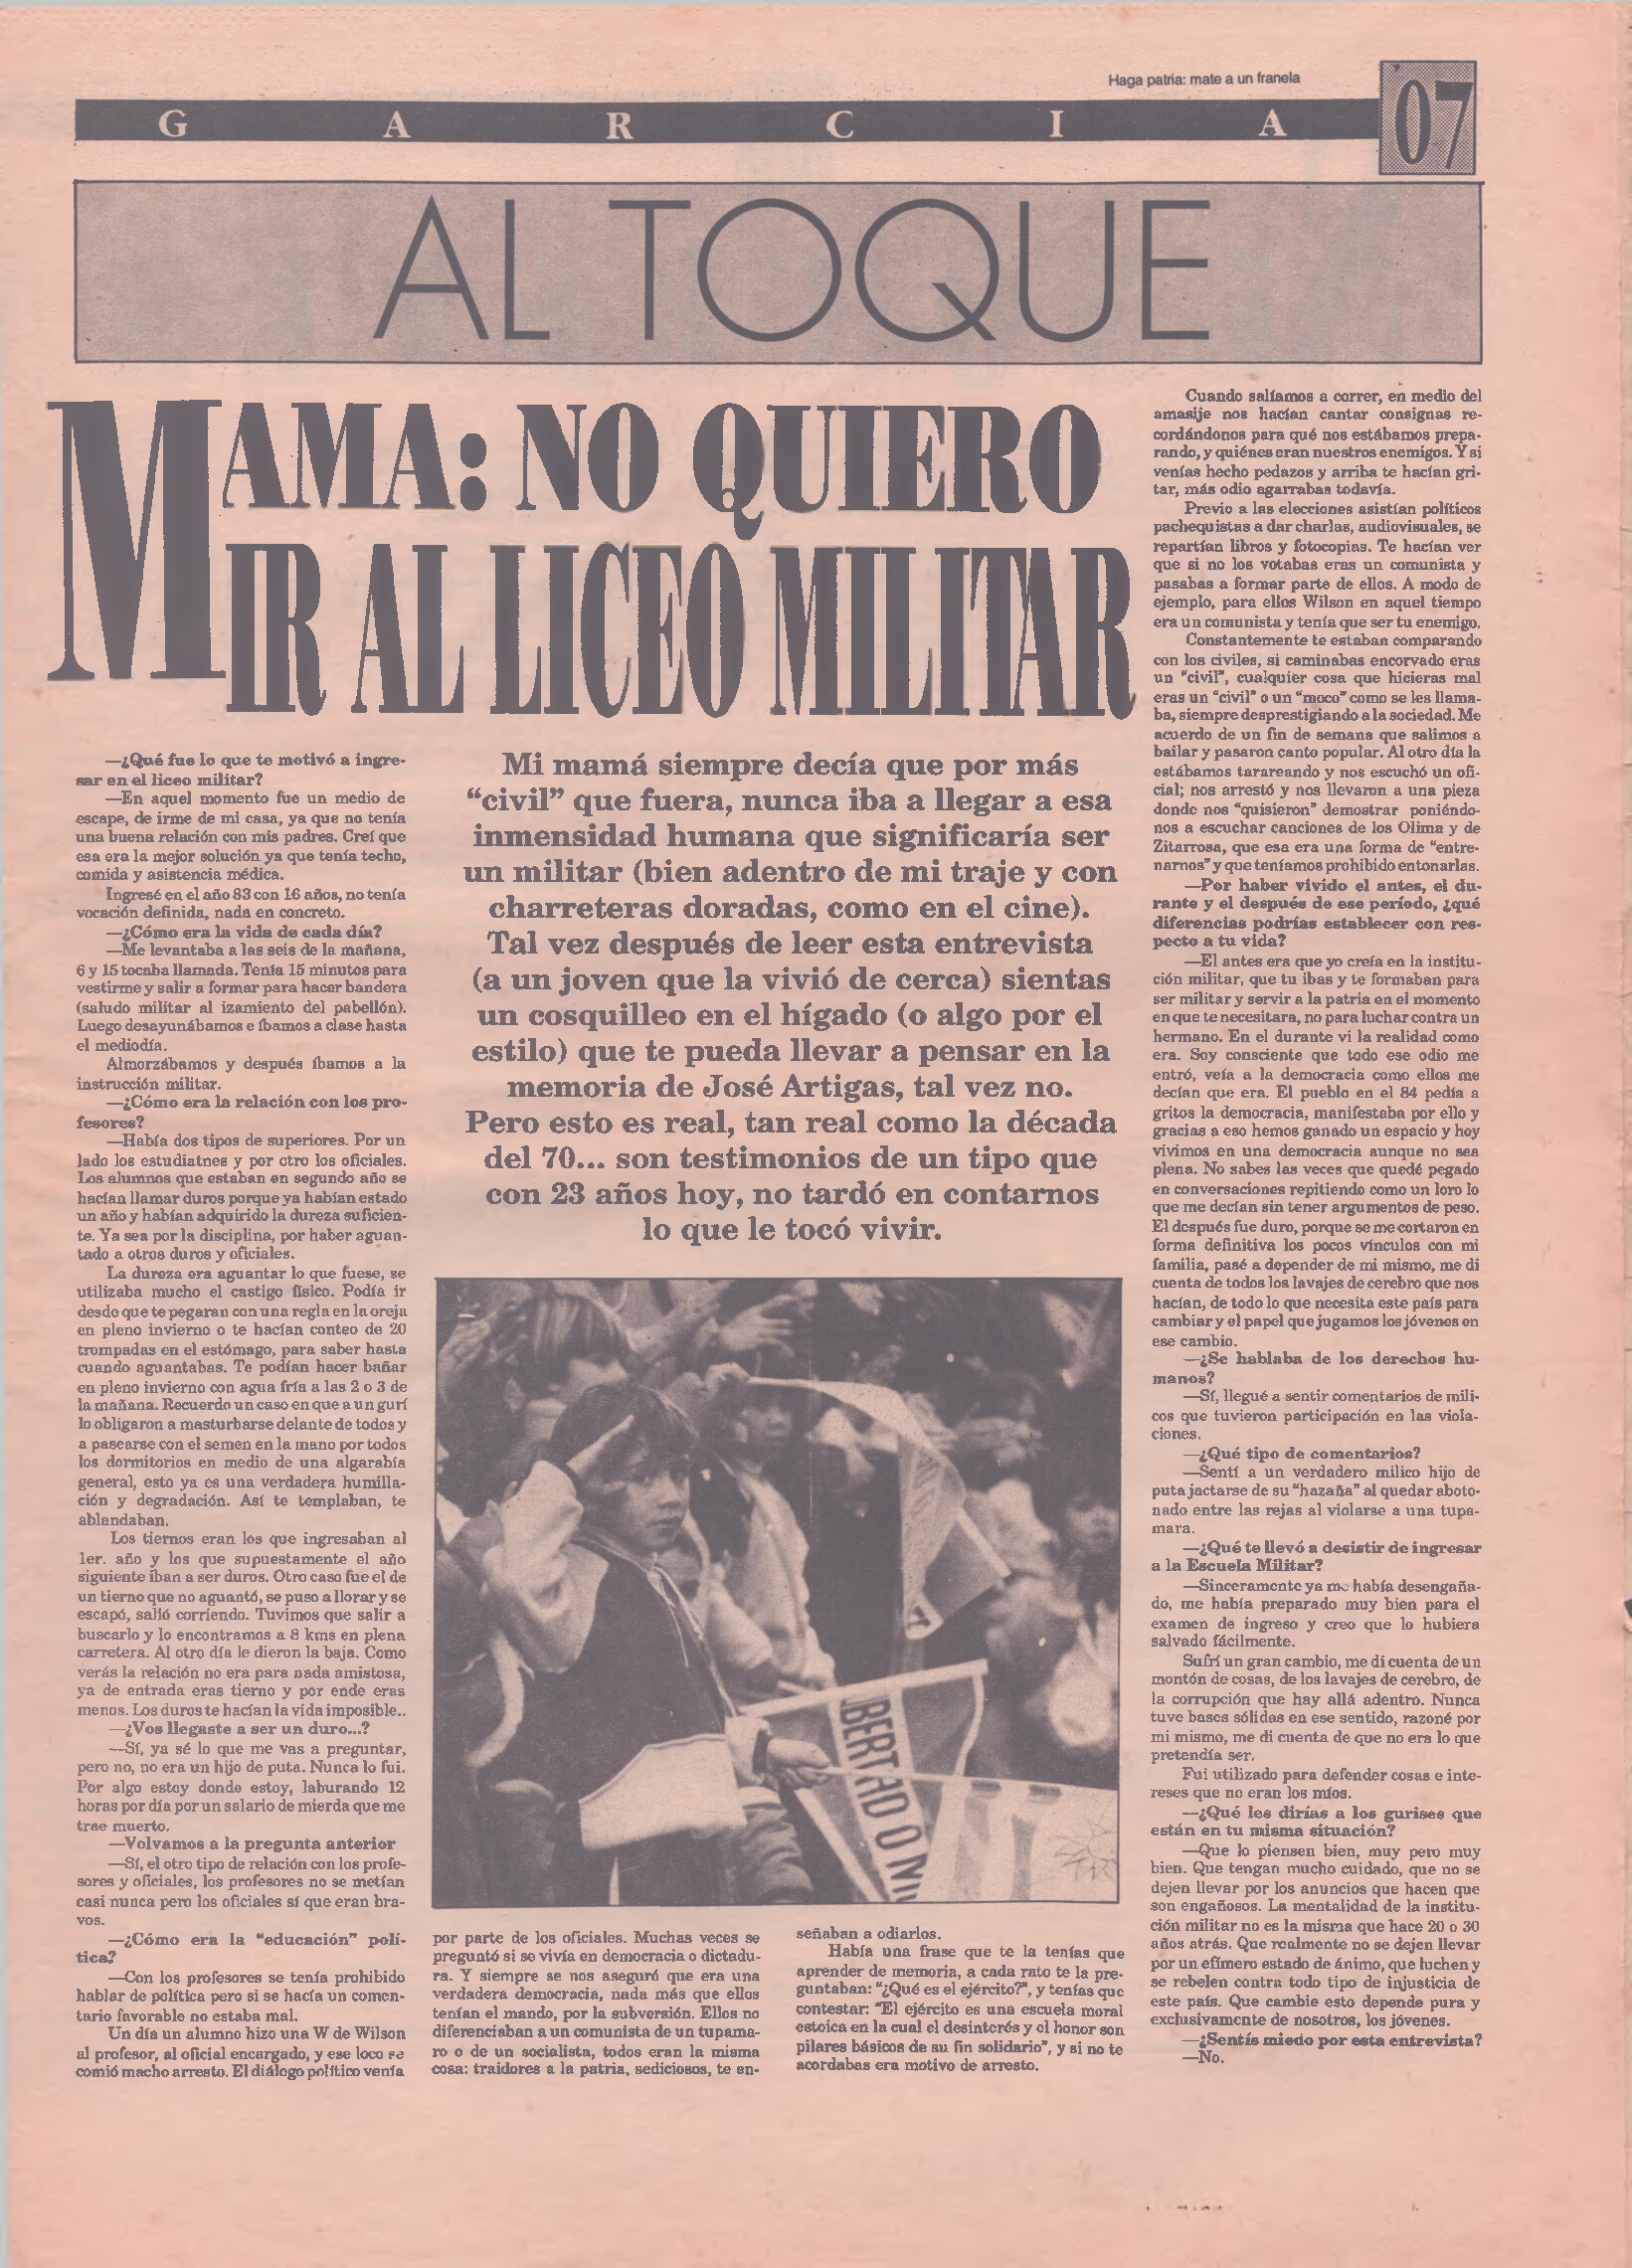 Haga patria: mate a un franela
GARCIA
07
AL TOQUE
MAMA: NO QUIERO
IR AL LICEO MILITAR
—¿Qué fue lo que te motivó a ingre-
sar en el liceo militar?
—En aquel momento fue un medio de
escape, de irme de mi casa, ya que no tenía
una buena relación con mis padres. Creí que
esa era la mejor solución ya que tenía techo,
comida y asistencia médica.
Ingresé en el año 83 con 16 años, no tenía
vocación definida, nada en concreto.
—¿Cómo era la vida de cada día?
—Me levantaba a las seis de la mañana,
6 y 15 tocaba llamada. Tenía 15 minutos para
vestirme y salir a formar para hacer bandera
(saludo militar al izamiento del pabellón).
Luego desayunábamos e íbamos a clase hasta
el mediodía.
Almorzábamos y después íbamos a la
instrucción militar.
—¿Cómo era la relación con los pro-
fesores?
—Había dos tipos de superiores. Por un
lado los estudiatnes y por otro los oficiales.
Los alumnos que estaban en segundo año se
hacían llamar duros porque ya habían estado
un año y habían adquirido la dureza suficien-
te. Ya sea por la disciplina, por haber aguan-
tado a otros duros y oficiales.
La dureza era aguantar lo que fuese, se
utilizaba mucho el castigo físico. Podía ir
desdo que te pegaran con una regla en la oreja
en pleno invierno o te hacían conteo de 20
trompadas en el estómago, para saber hasta
cuando aguantabas. Te podían hacer bañar
en pleno invierno con agua fría a las 2 o 3 de
la mañana. Recuerdo un caso en que a un gurí
lo obligaron a masturbarse delante de todos y
a pasearse con el semen en la mano por todos
los dormitorios en medio de una algarabía
general, esto ya es una verdadera humilla-
ción y degradación. Así te templaban, te
ablandaban.
Los tiernos eran los que ingresaban al
1er. año y los que supuestamente el año
siguiente iban a ser duros. Otro caso fue el de
un tierno que no aguantó, se puso a llorar y se
escapó, salió corriendo. Tuvimos que salir a
buscarlo y lo encontramos a 8 kms en plena
carretera. Al otro día le dieron la baja. Como
verás la relación no era para nada amistosa,
ya de entrada eras tierno y por ende eras
menos. Los duros te hacían la vida imposible..
—¿Vos llegaste a ser un duro...?
—Sí, ya sé lo que me vas a preguntar,
pero no, no era un hijo de puta. Nunca lo fui.
Por algo estoy donde estoy, laburando 12
horas por día por un salario de mierda que me
trae muerto.
—Volvamos a la pregunta anterior
—Sí, el otro tipo de relación con los profe-
sores y oficiales, los profesores no se metían
casi nunca pero los oficiales sí que eran bra-
vos.
—¿Cómo era la "educación" polí-
tica?
—Con los profesores se tenía prohibido
hablar de política pero si se hacía un comen-
tario favorable no estaba mal.
Un día un alumno hizo una W de Wilson
al profesor, al oficial encargado, y ese loco se
comió macho arresto. El diálogo político venía
Mi mamá siempre decía que por más
“civil” que fuera, nunca iba a llegar a esa
inmensidad humana que significaría ser
un militar (bien adentro de mi traje y con
charreteras doradas, como en el cine).
Tal vez después de leer esta entrevista
(a un joven que la vivió de cerca) sientas
un cosquilleo en el hígado (o algo por el
estilo) que te pueda llevar a pensar en la
memoria de José Artigas, tal vez no.
Pero esto es real, tan real como la década
del 70... son testimonios de un tipo que
con 23 años hoy, no tardó en contarnos
lo que le tocó vivir.
IBERTAD O M
por parte de los oficiales. Muchas veces se
preguntó si se vivía en democracia o dictadu-
ra. Y siempre se nos aseguró que era una
verdadera democracia, nada más que ellos
tenían el mando, por la subversión. Ellos no
diferenciaban a un comunista de un tupama-
ro o de un socialista, todos eran la misma
cosa: traidores a la patria, sediciosos, te en-
señaban a odiarlos.
Había una frase que te la tenías que
aprender de memoria, a cada rato te la pre-
guntaban: "¿Qué es el ejército?", y tenías que
contestar: "El ejército es una escuela moral
estoica en la cual el desinterés y el honor son
pilares básicos de su fin solidario", y si no te
acordabas era motivo de arresto.
Cuando salíamos a correr, en medio del
amasije nos hacían cantar consignas re-
cordándonos para qué nos estábamos prepa-
rando, y quiénes eran nuestros enemigos. Y si
venías hecho pedazos y arriba te hacían gri-
tar, más odio agarrabas todavía.
Previo a las elecciones asistían políticos
pachequistas a dar charlas, audiovisuales, se
repartían libros y fotocopias. Te hacían ver
que si no los votabas eras un comunista y
pasabas a formar parte de ellos. A modo de
ejemplo, para ellos Wilson en aquel tiempo
era un comunista y tenía que ser tu enemigo.
Constantemente te estaban comparando
con los civiles, si caminabas encorvado eras
un "civil", cualquier cosa que hicieras mal
eras un "civil" o un "moco" como se les llama-
ba, siempre desprestigiando a la sociedad. Me
acuerdo de un fin de semana que salimos a
bailar y pasaron canto popular. Al otro día la
estábamos tarareando y nos escuchó un ofi-
cial; nos arrestó y nos llevaron a una pieza
donde nos "quisieron" demostrar poniéndo-
nos a escuchar canciones de los Olima y de
Zitarrosa, que esa era una forma de "entre-
narnos" y que teníamos prohibido entonarlas.
—Por haber vivido el antes, el du-
rante y el después de ese período, ¿qué
diferencias podrías establecer con res-
pecto a tu vida?
—El antes era que yo creía en la institu-
ción militar, que tu ibas y te formaban para
ser militar y servir a la patria en el momento
en que te necesitara, no para luchar contra un
hermano. En el durante vi la realidad como
era. Soy consciente que todo ese odio me
entró, veía a la democracia como ellos me
decían que era. El pueblo en el 84 pedía a
gritos la democracia, manifestaba por ello y
gracias a eso hemos ganado un espacio y hoy
vivimos en una democracia aunque no sea
plena. No sabes las veces que quedé pegado
en conversaciones repitiendo como un loro lo
que me decían sin tener argumentos de peso.
El después fue duro, porque se me cortaron en
forma definitiva los pocos vínculos con mi
familia, pasé a depender de mi mismo, me di
cuenta de todos los lavajes de cerebro que nos
hacían, de todo lo que necesita este país para
cambiar y el papel que jugamos los jóvenes en
ese cambio.
—¿Se hablaba de los derechos hu-
manos?
—Sí, llegué a sentir comentarios de mili-
cos que tuvieron participación en las viola-
ciones.
—¿Qué tipo de comentarios?
—Sentí a un verdadero milico hijo de
puta jactarse de su "hazaña" al quedar aboto-
nado entre las rejas al violarse a una tupa-
mara.
—¿Qué te llevó a desistir de ingresar
a la Escuela Militar?
—Sinceramente ya me había desengaña-
do, me había preparado muy bien para el
examen de ingreso y creo que lo hubiera
salvado fácilmente.
Sufrí un gran cambio, me di cuenta de un
montón de cosas, de los lavajes de cerebro, de
la corrupción que hay allá adentro. Nunca
tuve bases sólidas en ese sentido, razoné por
mi mismo, me di cuenta de que no era lo que
pretendía ser.
Fui utilizado para defender cosas e inte-
reses que no eran los míos.
—¿Qué les dirías a los gurises que
están en tu misma situación?
—Que lo piensen bien, muy pero muy
bien. Que tengan mucho cuidado, que no se
dejen llevar por los anuncios que hacen que
son engañosos. La mentalidad de la institu-
ción militar no es la misma que hace 20 o 30
años atrás. Que realmente no se dejen llevar
por un efímero estado de ánimo, que luchen y
se rebelen contra todo tipo de injusticia de
este país. Que cambie esto depende pura y
exclusivamente de nosotros, los jóvenes.
—¿Sentís miedo por esta entrevista?
—No.